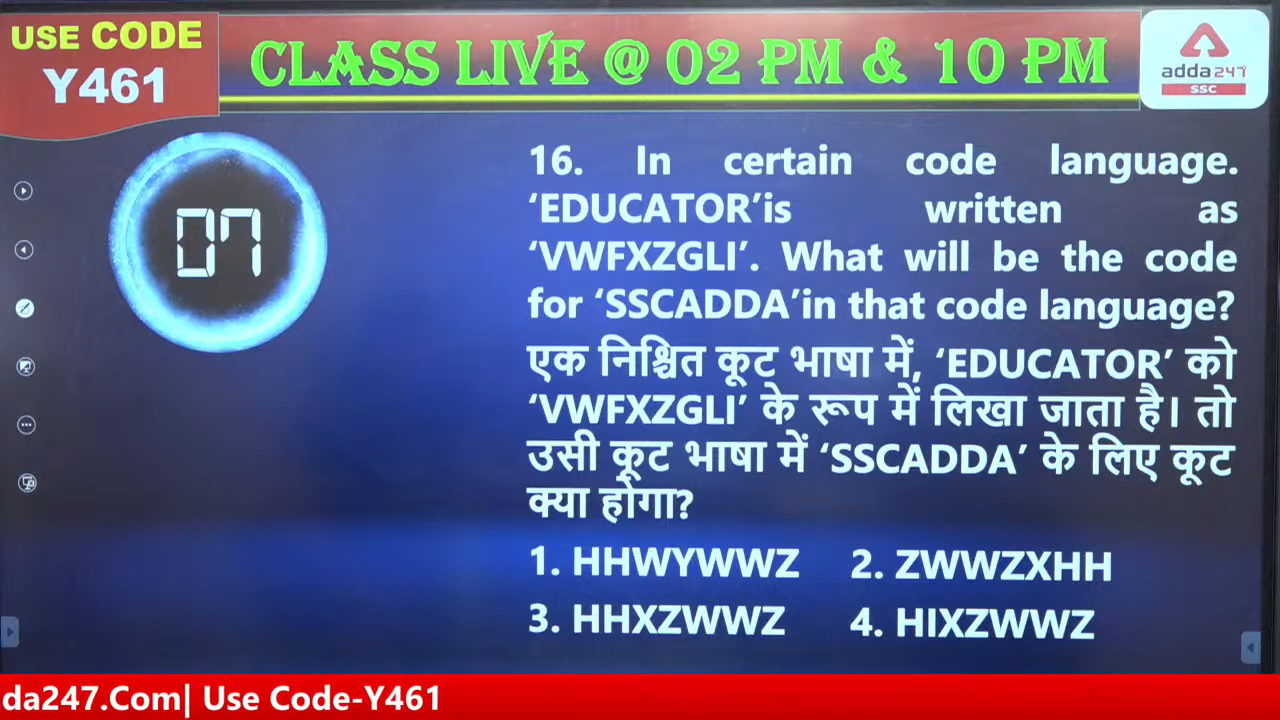 USE CODE
Y461
CLASS LIVE @ 02 PM & 10 PM
adda247
SSC
07
16. In certain code language.
‘EDUCATOR’is written as
‘VWFXZGLI’. What will be the code
for ‘SSCADDA’in that code language?
एक निश्चित कूट भाषा में, ‘EDUCATOR’ को
‘VWFXZGLI’ के रूप में लिखा जाता है। तो
उसी कूट भाषा में ‘SSCADDA’ के लिए कूट
क्या होगा?
1. HHWYWWZ 2. ZWWZXHH
3. HHXZWWZ 4. HIXZWWZ
da247.Com| Use Code-Y461